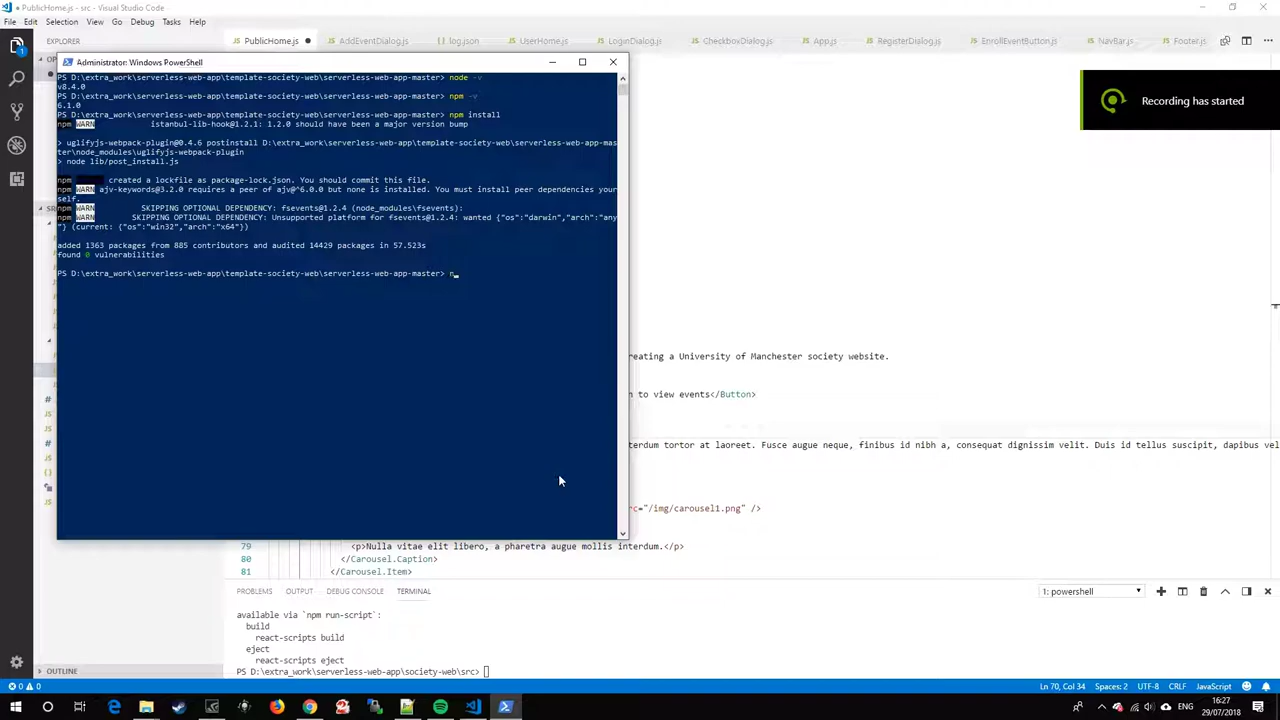 PublicHome.js - src - Visual Studio Code
File Edit Selection View Go Debug Tasks Help
EXPLORER
PublicHome.js
AddEventDialog.js
log.json
UserHome.js
LoginDialog.js
CheckboxDialog.js
App.js
RegisterDialog.js
EnrollEventButton.js
NavBar.js
Footer.js
Administrator: Windows PowerShell
PS D:\extra_work\serverless-web-app\template-society-web\serverless-web-app-master> node -v
v8.4.0
PS D:\extra_work\serverless-web-app\template-society-web\serverless-web-app-master> npm -v
6.1.0
PS D:\extra_work\serverless-web-app\template-society-web\serverless-web-app-master> npm install
npm WARN istanbul-lib-hook@1.2.1: 1.2.0 should have been a major version bump
> uglifyjs-webpack-plugin@0.4.6 postinstall D:\extra_work\serverless-web-app\template-society-web\serverless-web-app-mas
ter\node_modules\uglifyjs-webpack-plugin
> node lib/post_install.js
npm created a lockfile as package-lock.json. You should commit this file.
npm WARN ajv-keywords@3.2.0 requires a peer of ajv@^6.0.0 but none is installed. You must install peer dependencies your
self.
npm WARN SKIPPING OPTIONAL DEPENDENCY: fsevents@1.2.4 (node_modules\fsevents):
npm WARN SKIPPING OPTIONAL DEPENDENCY: Unsupported platform for fsevents@1.2.4: wanted {"os":"darwin","arch":"any
"} (current: {"os":"win32","arch":"x64"})
added 1363 packages from 885 contributors and audited 14429 packages in 57.523s
found 0 vulnerabilities
PS D:\extra_work\serverless-web-app\template-society-web\serverless-web-app-master> n_
Recording has started
reating a University of Manchester society website.
n to view events</Button>
terdum tortor at laoreet. Fusce augue neque, finibus id nibh a, consequat dignissim velit. Duis id tellus suscipit, dapibus vel
rc="/img/carousel1.png" />
79 <p>Nulla vitae elit libero, a pharetra augue mollis interdum.</p>
80 </Carousel.Caption>
81 </Carousel.Item>
PROBLEMS OUTPUT DEBUG CONSOLE TERMINAL
1: powershell
available via `npm run-script`:
build
react-scripts build
eject
react-scripts eject
PS D:\extra_work\serverless-web-app\society-web\src>
OUTLINE
0 0
Ln 70, Col 34 Spaces: 2 UTF-8 CRLF JavaScript
ENG
16:27
29/07/2018